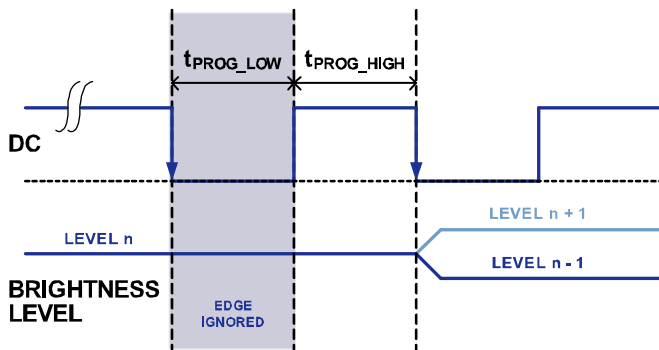 tPROG_LOW
tPROG_HIGH
DC
LEVEL n + 1
LEVEL n
LEVEL n - 1
BRIGHTNESS
LEVEL
EDGE
IGNORED